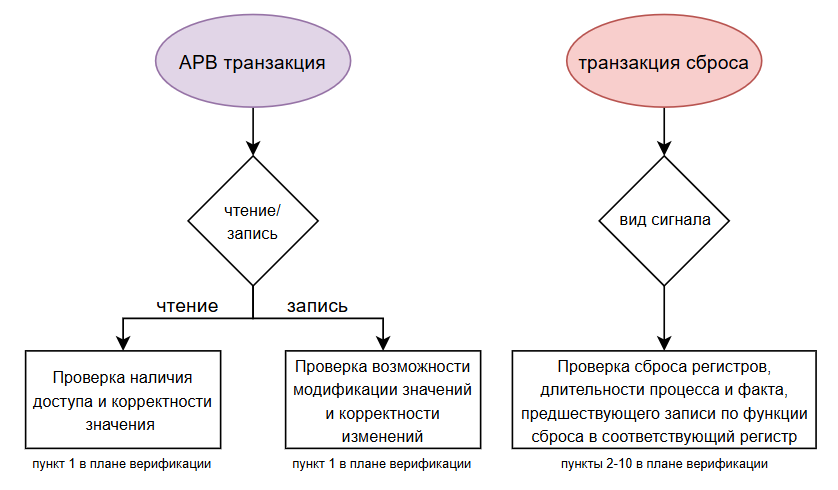 АРВ транзакция
транзакция сброса
чтение/
запись
вид сигнала
чтение
запись
Проверка наличия
доступа и корректности
значения
Проверка возможности
модификации значений
и корректности
изменений
Проверка сброса регистров,
длительности процесса и факта,
предшествующего записи по функции
сброса в соответствующий регистр
пункт 1 в плане верификации
пункт 1 в плане верификации
пункты 2-10 в плане верификации